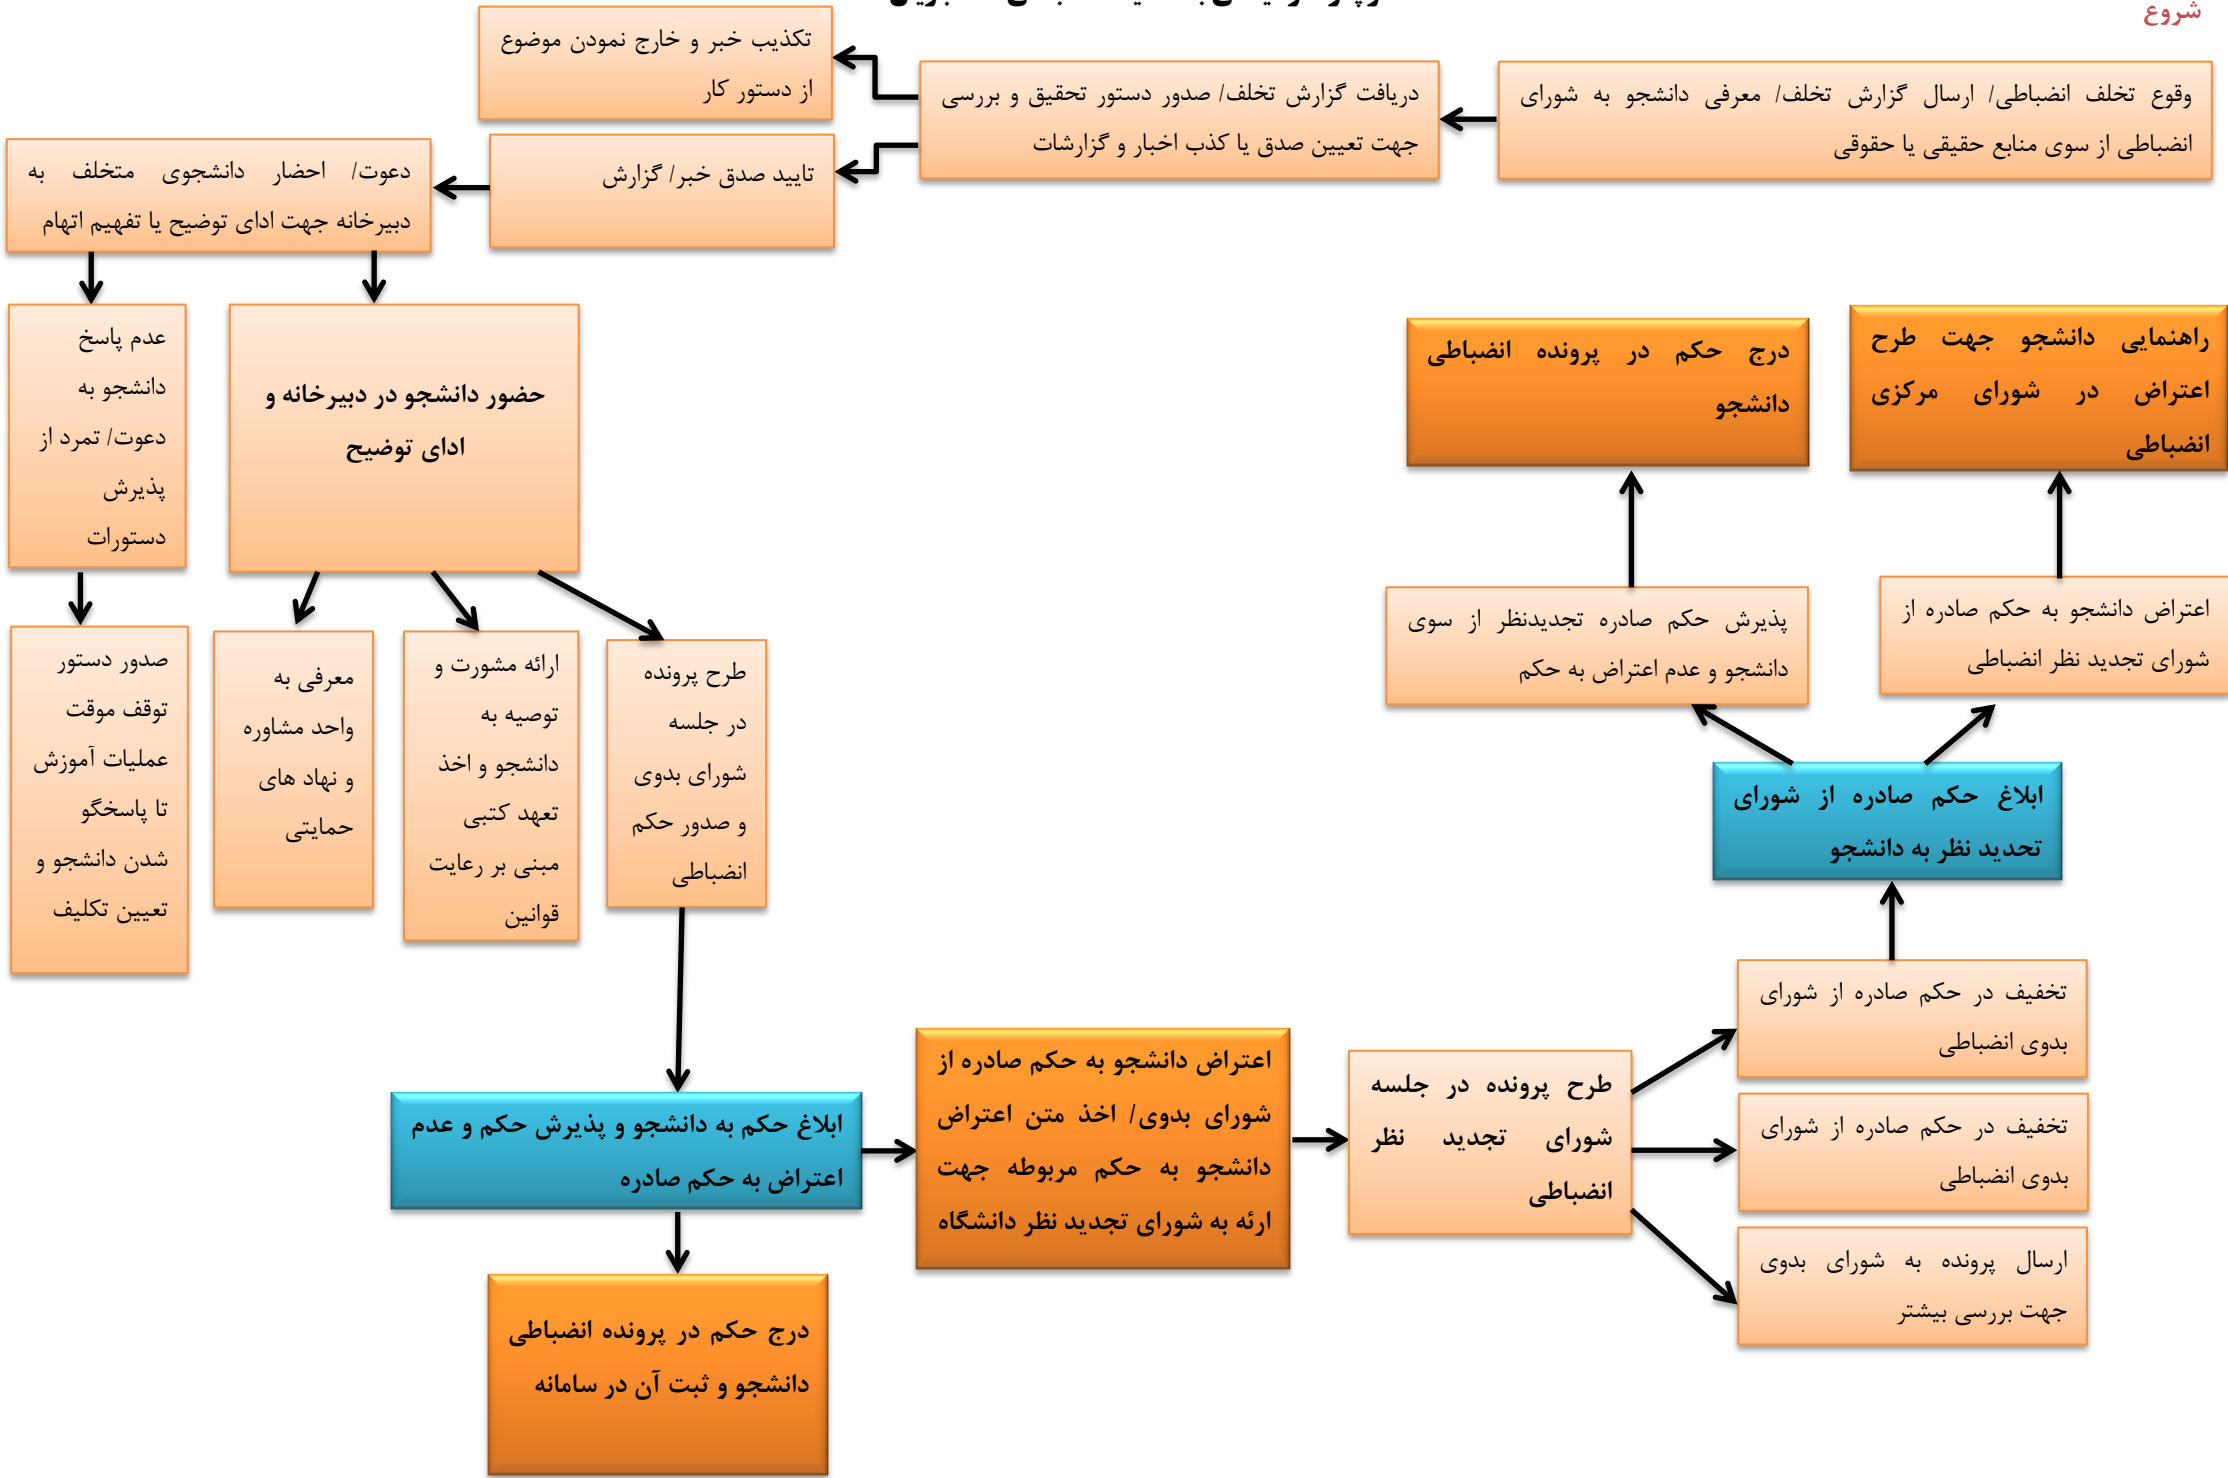 شروع
وقوع تخلف انضباطی/ ارسال گزارش تخلف/ معرفی دانشجو به شورای
انضباطی از سوی منابع حقیقی یا حقوقی
دریافت گزارش تخلف/ صدور دستور تحقیق و بررسی
جهت تعیین صدق یا کذب اخبار و گزارشات
تکذیب خبر و خارج نمودن موضوع
از دستور کار
تایید صدق خبر/ گزارش
دعوت/ احضار دانشجوی متخلف به
دبیرخانه جهت ادای توضیح یا تفهیم اتهام
عدم پاسخ
دانشجو به
دعوت/ تمرد از
پذیرش
دستورات
صدور دستور
توقف موقت
عملیات آموزش
تا پاسخگو
شدن دانشجو و
تعیین تکلیف
حضور دانشجو در دبیرخانه و
ادای توضیح
معرفی به
واحد مشاوره
و نهاد های
حمایتی
ارائه مشورت و
توصیه به
دانشجو و اخذ
تعهد کتبی
مبنی بر رعایت
قوانین
طرح پرونده
در جلسه
شورای بدوی
و صدور حکم
انضباطی
ابلاغ حکم به دانشجو و پذیرش حکم و عدم
اعتراض به حکم صادره
درج حکم در پرونده انضباطی
دانشجو و ثبت آن در سامانه
اعتراض دانشجو به حکم صادره از
شورای بدوی/ اخذ متن اعتراض
دانشجو به حکم مربوطه جهت
ارئه به شورای تجدید نظر دانشگاه
طرح پرونده در جلسه
شورای تجدید نظر
انضباطی
تخفیف در حکم صادره از شورای
بدوی انضباطی
تخفیف در حکم صادره از شورای
بدوی انضباطی
ارسال پرونده به شورای بدوی
جهت بررسی بیشتر
ابلاغ حکم صادره از شورای
تحدید نظر به دانشجو
پذیرش حکم صادره تجدیدنظر از سوی
دانشجو و عدم اعتراض به حکم
درج حکم در پرونده انضباطی
دانشجو
اعتراض دانشجو به حکم صادره از
شورای تجدید نظر انضباطی
راهنمایی دانشجو جهت طرح
اعتراض در شورای مرکزی
انضباطی